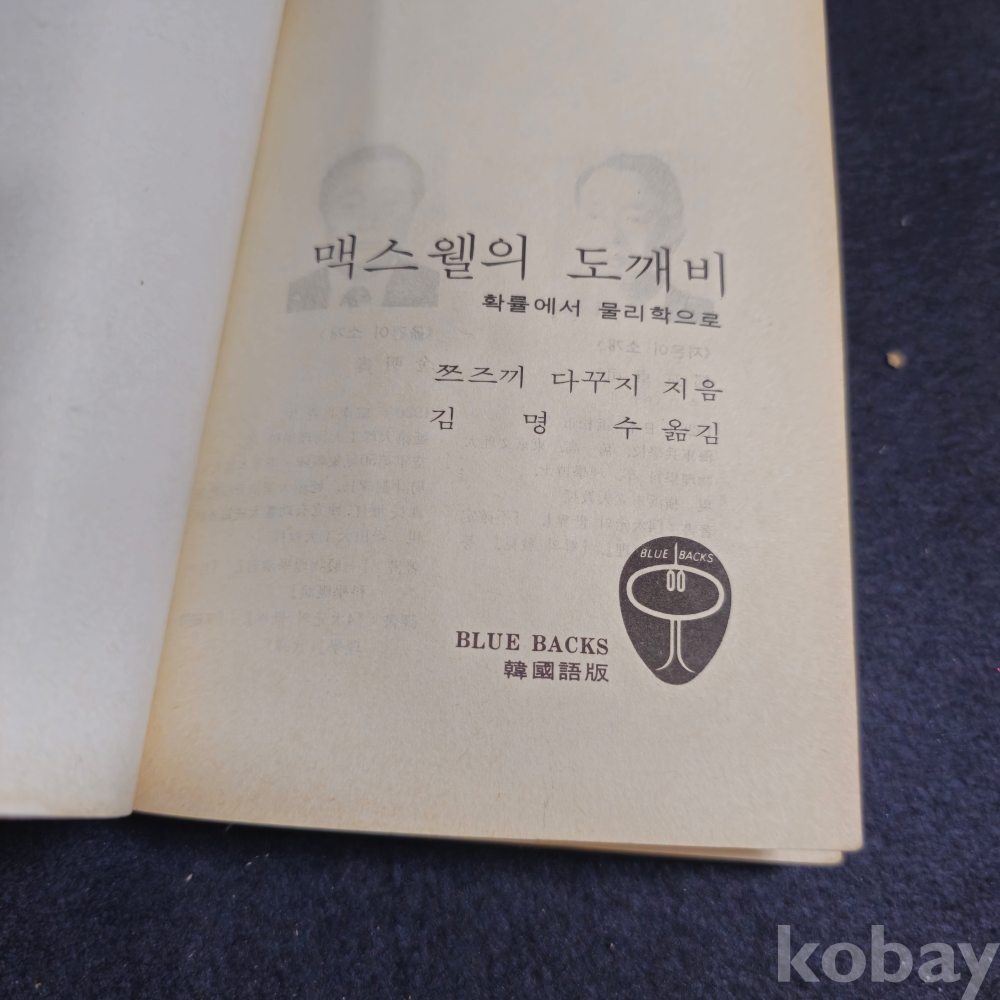 맥스웰의 도깨비
확률에서 물리학으로
쯔즈끼 다꾸지 지음
김 명 수 옮김
BLUE BACKS
BLUE BACKS
韓國語版
kobay